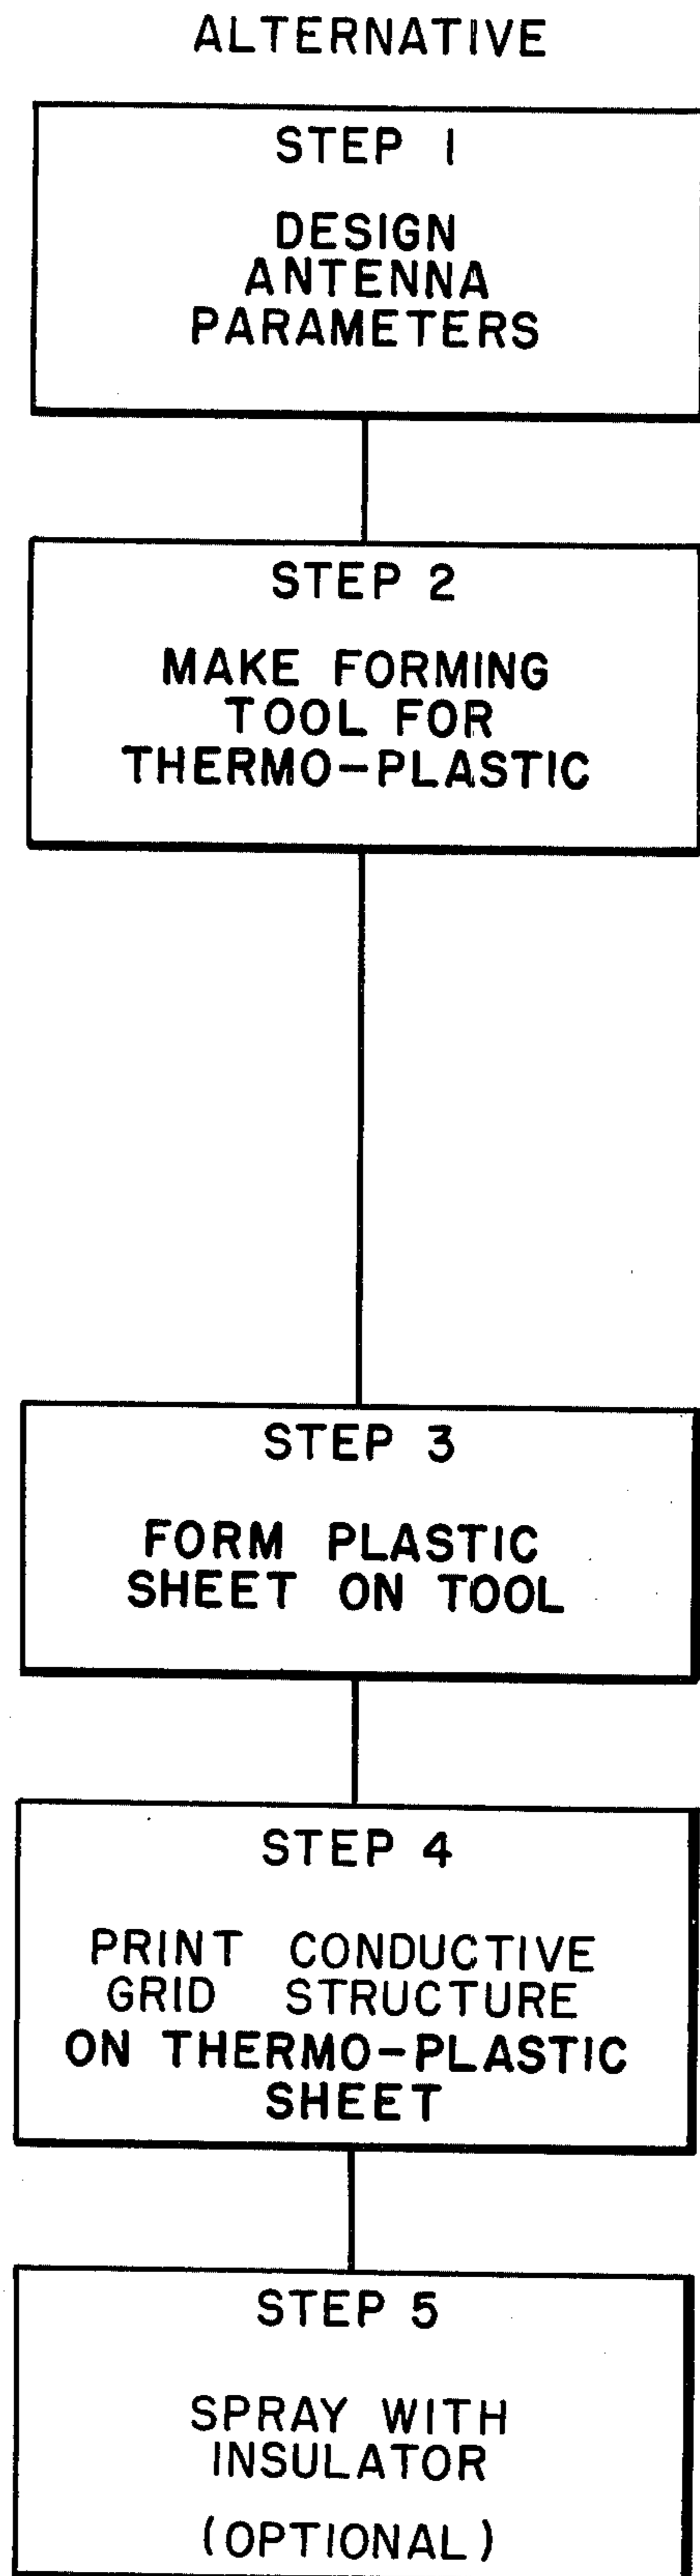 ALTERNATIVE
STEP 1
DESIGN
ANTENNA
PARAMETERS
STEP 2
MAKE FORMING
TOOL FOR
THERMO-PLASTIC
STEP 3
FORM PLASTIC
SHEET ON TOOL
STEP 4
PRINT CONDUCTIVE
GRID STRUCTURE
ON THERMO-PLASTIC
SHEET
STEP 5
SPRAY WITH
INSULATOR
(OPTIONAL)